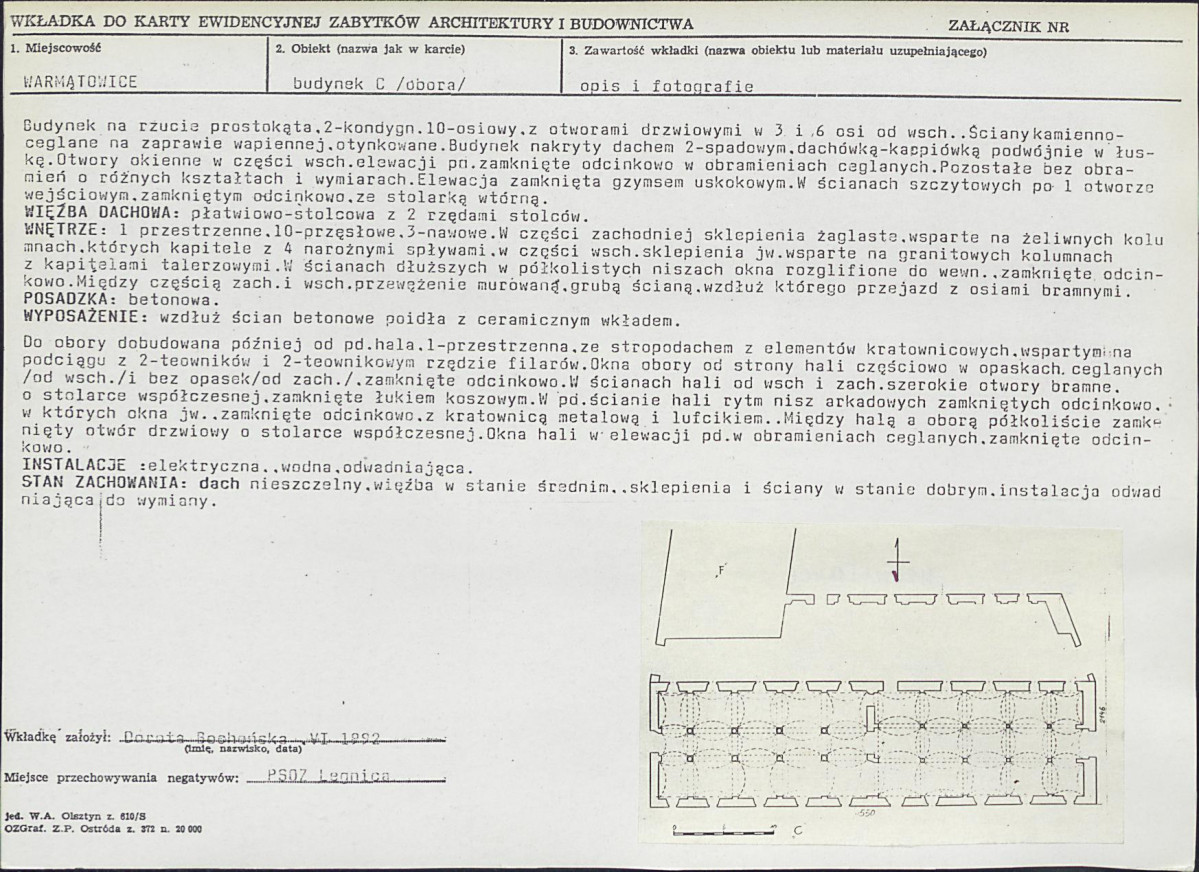 WKŁADKA DO KARTY EWIDENCYJNEJ ZABYTKÓW ARCHITEKTURY I BUDOWNICTWA ZAŁĄCZNIK NR
1. Miejscowość 2. Obiekt (nazwa jak w karcie) 3. Zawartość wkładki (nazwa obiektu lub materiału uzupełniającego)
WARMĄTOWICE budynek C /obora/ opis i fotografie
Budynek na rzucie prostokąta,2-kondygn.10-osiowy,z otworami drzwiowymi w 3 i 6 osi od wsch..Ściany kamienno-
ceglane na zaprawie wapiennej,otynkowane.Budynek nakryty dachem 2-spadowym,dachówką-karpiówką podwójnie w łus-
kę.Otwory okienne w części wsch.elewacji pn.zamknięte odcinkowo w obramieniach ceglanych.Pozostałe bez obra-
mień o różnych kształtach i wymiarach.Elewacja zamknięta gzymsem uskokowym.W ścianach szczytowych po 1 otworze
wejściowym,zamkniętym odcinkowo,ze stolarką wtórną.
WIĘŹBA DACHOWA: płatwiowo-stolcowa z 2 rzędami stolców.
WNĘTRZE: 1 przestrzenne,10-przęsłowe,3-nawowe.W części zachodniej sklepienia żaglaste,wsparte na żeliwnych kolu
mnach,których kapitele z 4 narożnymi spływami,w części wsch.sklepienia jw.wsparte na granitowych kolumnach
z kapitelami talerzowymi.W ścianach dłuższych w półkolistych niszach okna rozglifione do wewn.,zamknięte odcin-
kowo.Między częścią zach.i wsch.przewężenie murowaną,grubą ścianą,wzdłuż którego przejazd z osiami bramnymi.
POSADZKA: betonowa.
WYPOSAŻENIE: wzdłuż ścian betonowe poidła z ceramicznym wkładem.
Do obory dobudowana później od pd.hala,1-przestrzenna,ze stropodachem z elementów kratownicowych,wspartym na
podciągu z 2-teowników i 2-teownikowym rzędzie filarów.Okna obory od strony hali częściowo w opaskach ceglanych
/od wsch./i bez opasek/od zach./,zamknięte odcinkowo.W ścianach hali od wsch i zach.szerokie otwory bramne,
o stolarce współczesnej,zamknięte łukiem koszowym.W pd.ścianie hali rytm nisz arkadowych zamkniętych odcinkowo,
w których okna jw..,zamknięte odcinkowo,z kratownicą metalową i lufcikiem..Między halą a oborą półkoliście zamk-
nięty otwór drzwiowy o stolarce współczesnej.Okna hali w elewacji pd.w obramieniach ceglanych,zamknięte odcin-
kowo.
INSTALACJE :elektryczna.,wodna,odwadniająca.
STAN ZACHOWANIA: dach nieszczelny,więźba w stanie średnim.,sklepienia i ściany w stanie dobrym,instalacja odwad
niająca do wymiany.
F
550
C
Wkładkę założył: Dorota VI 1992
(imię, nazwisko, data)
Miejsce przechowywania negatywów: PSOZ Legnica
jed. W.A. Olsztyn z. 610/S
OZGraf. Z.P. Ostróda z. 372 n. 20 000